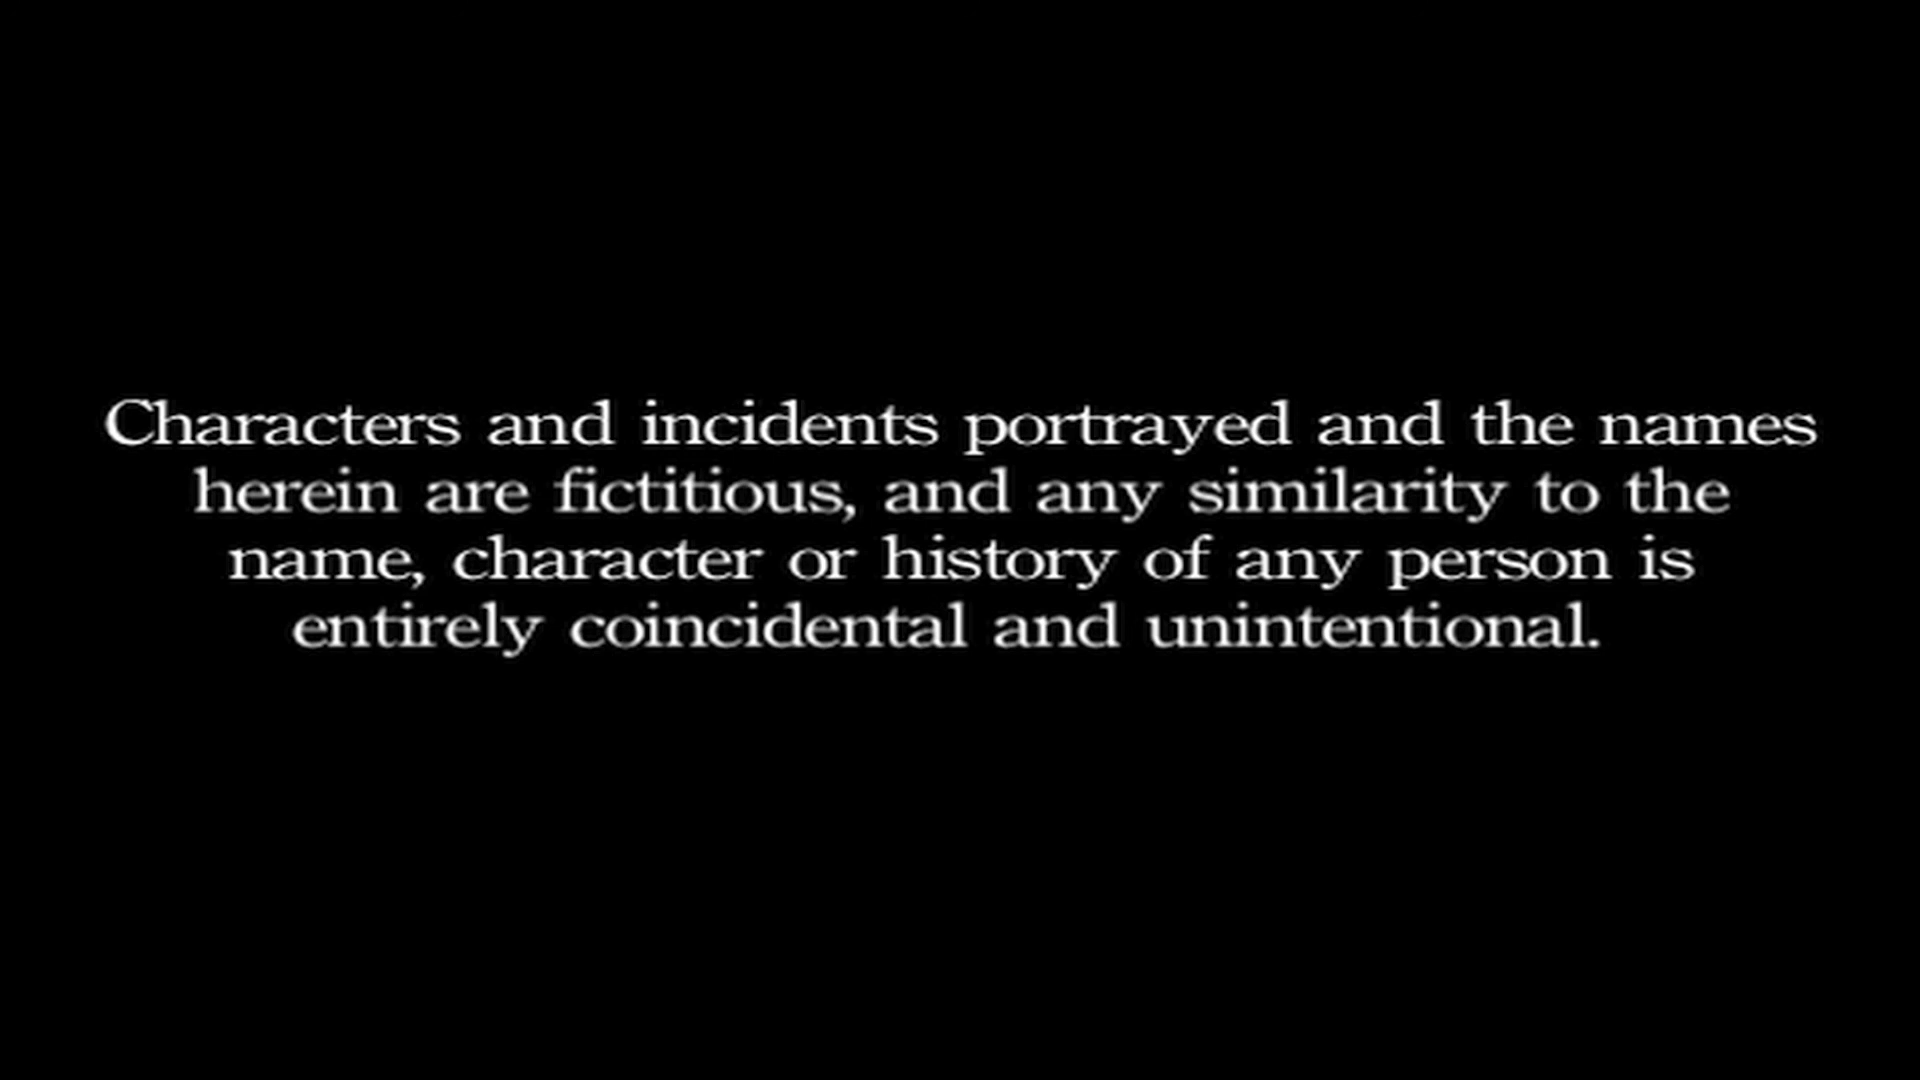 Characters and incidents portrayed and the names
herein are fictitious, and any similarity to the
name, character or history of any person is
entirely coincidental and unintentional.